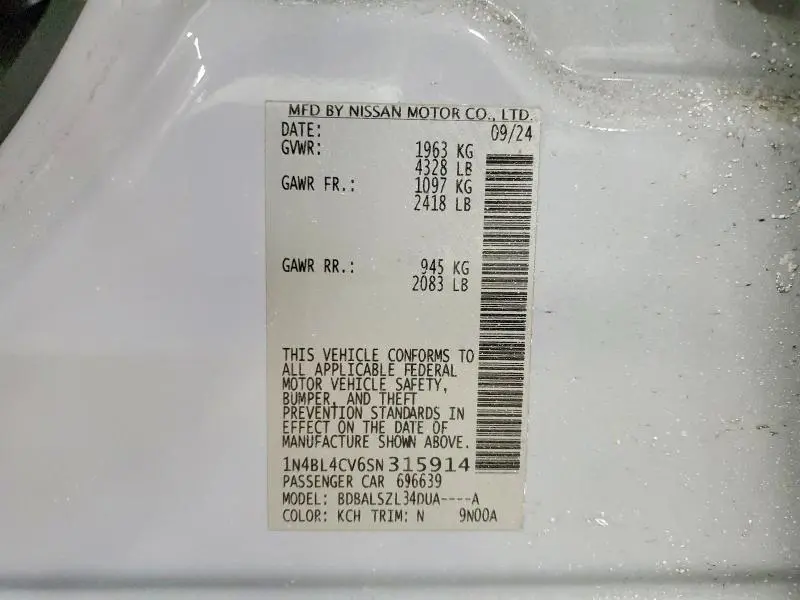 MFD BY NISSAN MOTOR CO., LTD.
DATE: 09/24
GVWR: 1963 KG
4328 LB
GAWR FR.: 1097 KG
2418 LB
GAWR RR.: 945 KG
2083 LB
THIS VEHICLE CONFORMS TO
ALL APPLICABLE FEDERAL
MOTOR VEHICLE SAFETY,
BUMPER, AND THEFT
PREVENTION STANDARDS IN
EFFECT ON THE DATE OF
MANUFACTURE SHOWN ABOVE.
1N4BL4CV6SN315914
PASSENGER CAR 696639
MODEL: BDBALSZL34DUA----A
COLOR: KCH TRIM: N 9N00A